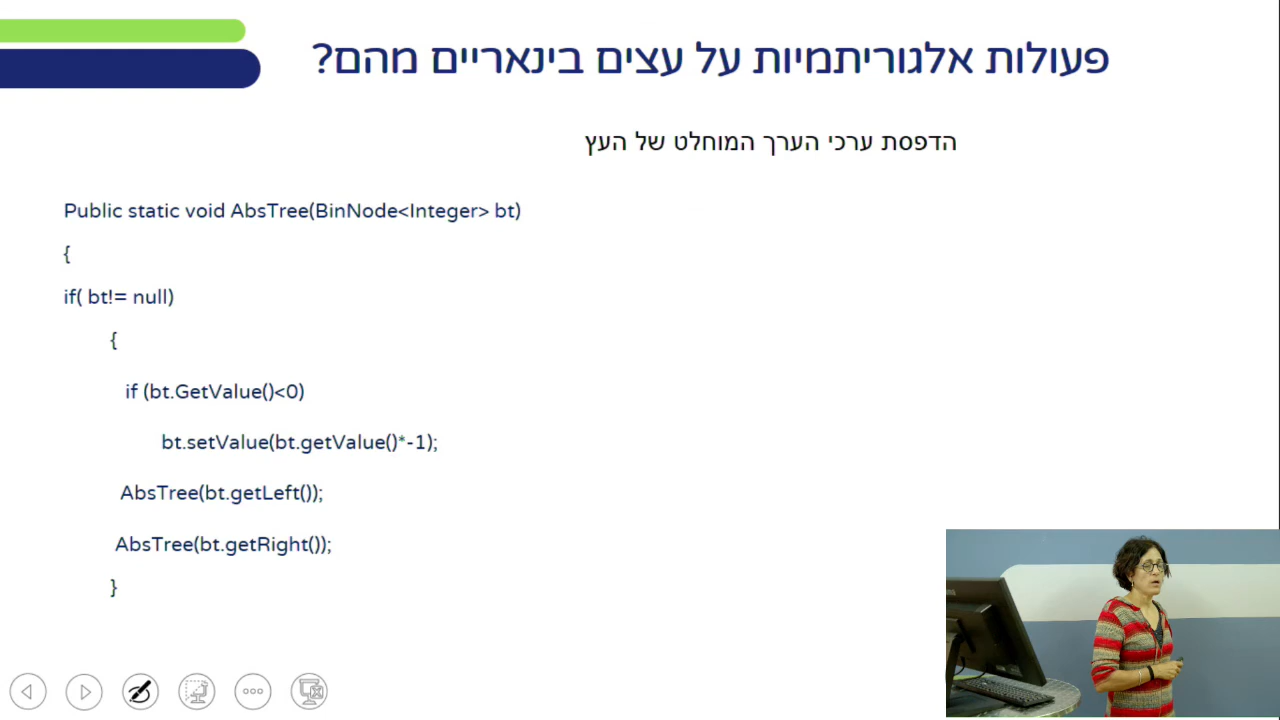 פעולות אלגוריתמיות על עצים בינאריים מהם?
הדפסת ערכי הערך המוחלט של העץ
Public static void AbsTree(BinNode<Integer> bt)
{
if( bt!= null)
{
if (bt.GetValue()<0)
bt.setValue(bt.getValue()*-1);
AbsTree(bt.getLeft());
AbsTree(bt.getRight());
}